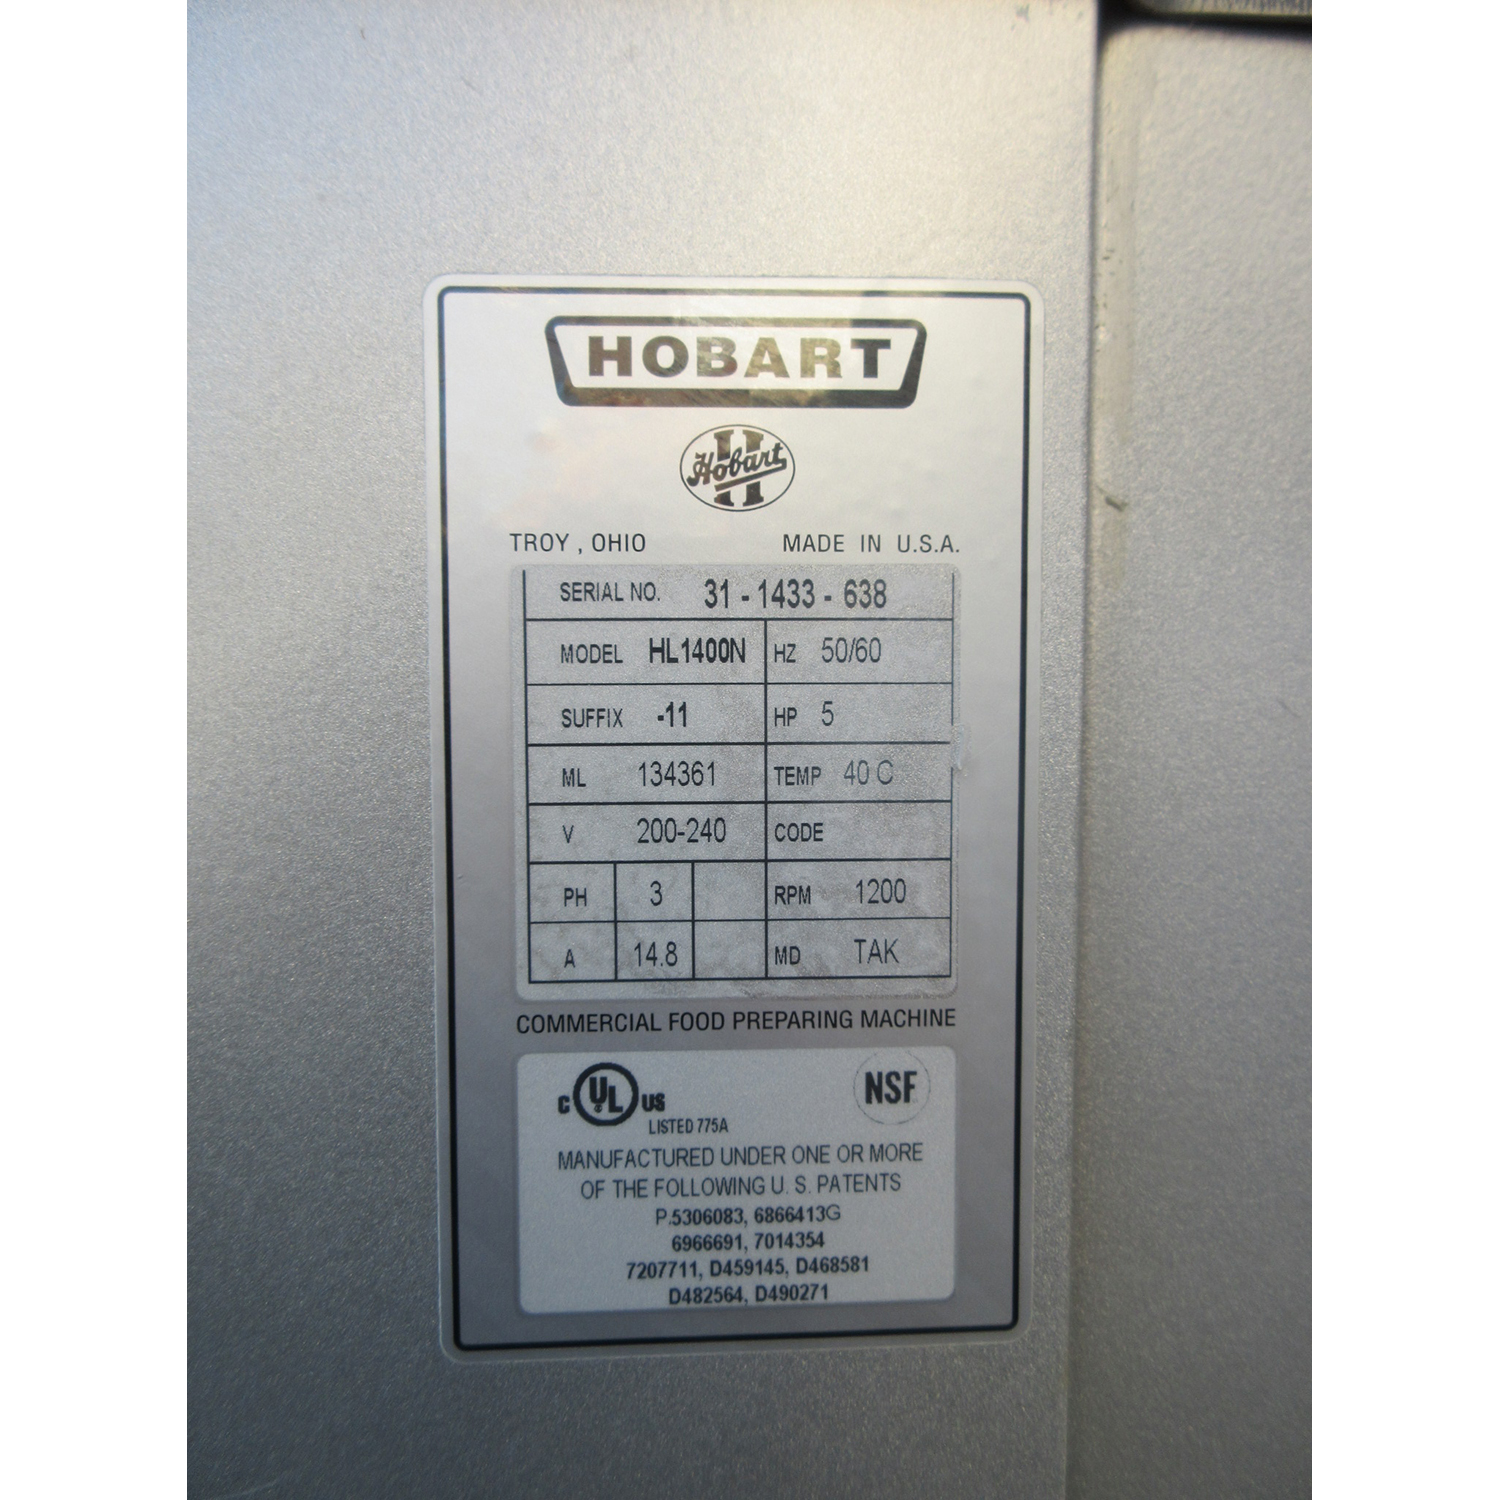 HOBART
Hobart
TROY, OHIO MADE IN U.S.A.
SERIAL NO. 31-1433-638
MODEL HL1400N HZ 50/60
SUFFIX -11 HP 5
ML 134361 TEMP 40 C
V 200-240 CODE
PH 3 RPM 1200
A 14.8 MD TAK
COMMERCIAL FOOD PREPARING MACHINE
C UL US NSF
LISTED 775A
MANUFACTURED UNDER ONE OR MORE
OF THE FOLLOWING U. S. PATENTS
P.5306083, 6866413G
6966691, 7014354
7207711, D459145, D468581
D482564, D490271